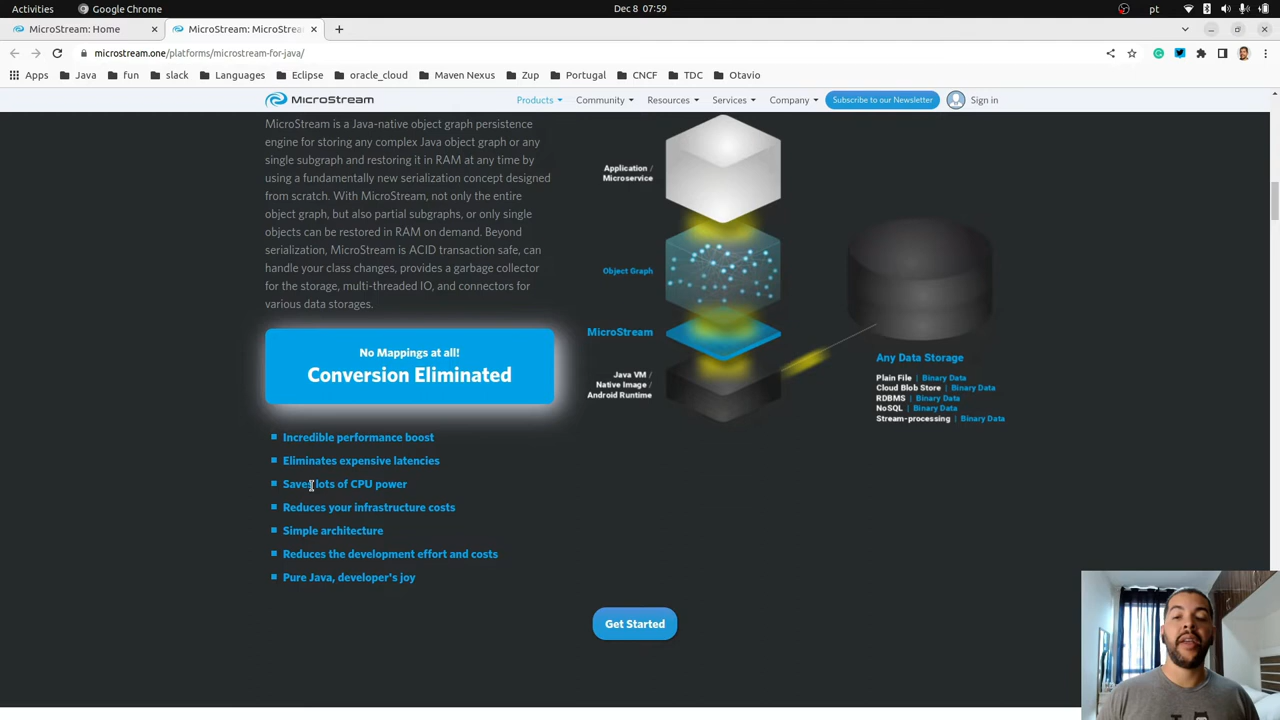 Activities
Google Chrome
Dec 8 07:59
pt
MicroStream: Home
MicroStream: MicroStrea
microstream.one/platforms/microstream-for-java/
Apps
Java
fun
slack
Languages
Eclipse
oracle_cloud
Maven Nexus
Zup
Portugal
CNCF
TDC
Otavio
MicroStream
Products
Community
Resources
Services
Company
Subscribe to our Newsletter
Sign in
MicroStream is a Java-native object graph persistence
engine for storing any complex Java object graph or any
single subgraph and restoring it in RAM at any time by
using a fundamentally new serialization concept designed
from scratch. With MicroStream, not only the entire
object graph, but also partial subgraphs, or only single
objects can be restored in RAM on demand. Beyond
serialization, MicroStream is ACID transaction safe, can
handle your class changes, provides a garbage collector
for the storage, multi-threaded IO, and connectors for
various data storages.
No Mappings at all!
Conversion Eliminated
Incredible performance boost
Eliminates expensive latencies
Saves lots of CPU power
Reduces your infrastructure costs
Simple architecture
Reduces the development effort and costs
Pure Java, developer's joy
Application /
Microservice
Object Graph
MicroStream
Java VM /
Native Image /
Android Runtime
Any Data Storage
Plain File | Binary Data
Cloud Blob Store | Binary Data
RDBMS | Binary Data
NoSQL | Binary Data
Stream-processing | Binary Data
Get Started